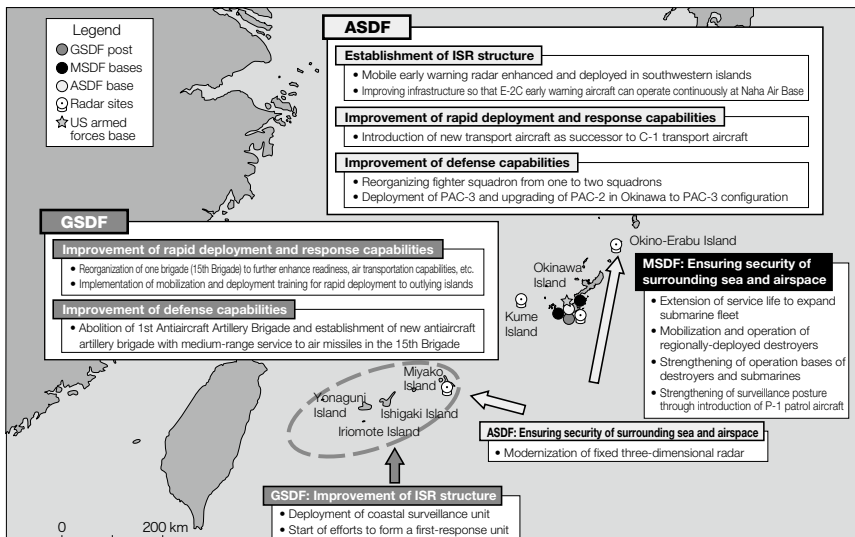 Legend
GSDF post
MSDF bases
ASDF base
Radar sites
US armed
forces base
ASDF
Establishment of ISR structure
• Mobile early warning radar enhanced and deployed in southwestern islands
• Improving infrastructure so that E-2C early warning aircraft can operate continuously at Naha Air Base
Improvement of rapid deployment and response capabilities
• Introduction of new transport aircraft as successor to C-1 transport aircraft
Improvement of defense capabilities
• Reorganizing fighter squadron from one to two squadrons
• Deployment of PAC-3 and upgrading of PAC-2 in Okinawa to PAC-3 configuration
GSDF
Improvement of rapid deployment and response capabilities
• Reorganization of one brigade (15th Brigade) to further enhance readiness, air transportation capabilities, etc.
• Implementation of mobilization and deployment training for rapid deployment to outlying islands
Improvement of defense capabilities
• Abolition of 1st Antiaircraft Artillery Brigade and establishment of new antiaircraft
artillery brigade with medium-range service to air missiles in the 15th Brigade
Okino-Erabu Island
Okinawa
Island
Kume
Island
MSDF: Ensuring security of
surrounding sea and airspace
• Extension of service life to expand
submarine fleet
• Mobilization and operation of
regionally-deployed destroyers
• Strengthening of operation bases of
destroyers and submarines
• Strengthening of surveillance posture
through introduction of P-1 patrol aircraft
Miyako
Island
Yonaguni
Island
Ishigaki Island
Iriomote Island
ASDF: Ensuring security of surrounding sea and airspace
• Modernization of fixed three-dimensional radar
GSDF: Improvement of ISR structure
• Deployment of coastal surveillance unit
• Start of efforts to form a first-response unit
0 200 km